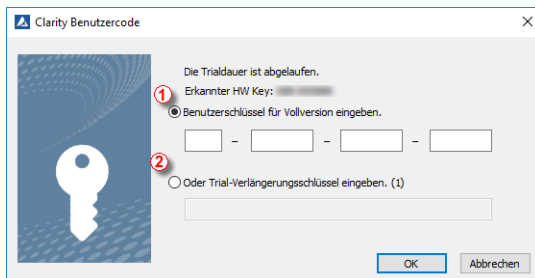 Clarity Benutzercode
Die Trialdauer ist abgelaufen.
Erkannter HW Key:
1
Benutzerschlüssel für Vollversion eingeben.
- - -
2
Oder Trial-Verlängerungsschlüssel eingeben. (1)
OK Abbrechen